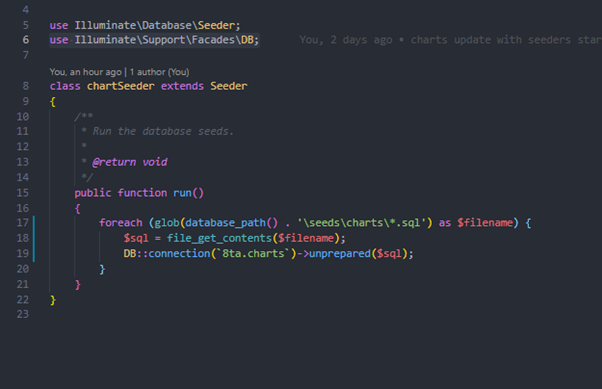 4
5 use Illuminate\Database\Seeder;
6 use Illuminate\Support\Facades\DB; You, 2 days ago • charts update with seeders star
7
You, an hour ago | 1 author (You)
8 class chartSeeder extends Seeder
9 {
10 /**
11 * Run the database seeds.
12 *
13 * @return void
14 */
15 public function run()
16 {
17 foreach (glob(database_path() . '\seeds\charts\*.sql') as $filename) {
18 $sql = file_get_contents($filename);
19 DB::connection(`8ta.charts`)->unprepared($sql);
20 }
21 }
22 }
23